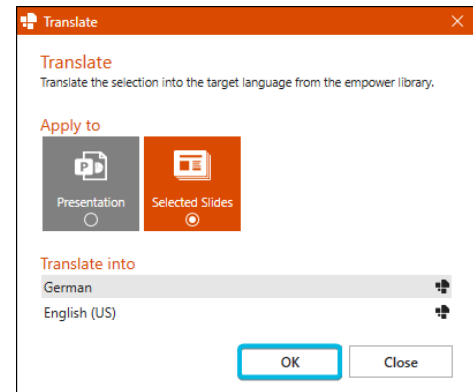 Translate
Translate
Translate the selection into the target language from the empower library.
Apply to
Presentation
Selected Slides
Translate into
German
English (US)
OK
Close